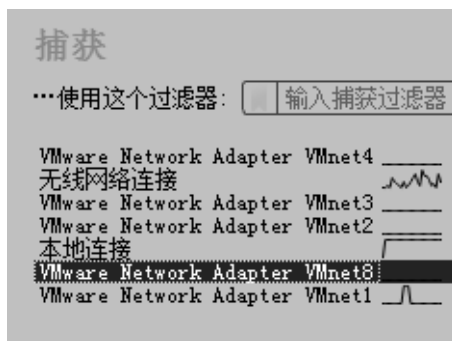 捕获
…使用这个过滤器： 输入捕获过滤器
VMware Network Adapter VMnet4
无线网络连接
VMware Network Adapter VMnet3
VMware Network Adapter VMnet2
本地连接
VMware Network Adapter VMnet8
VMware Network Adapter VMnet1